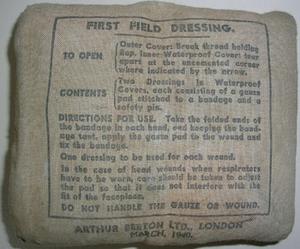 FIRST FIELD DRESSING.
TO OPEN
Outer Cover: Break thread holding
flap. Inner Waterproof Cover: tear
apart at the uncemented corner
where indicated by the arrow.
CONTENTS
Two Dressings in Waterproof
Covers, each consisting of a gauze
pad stitched to a bandage and a
safety pin.
DIRECTIONS FOR USE. Take the folded ends of
the bandage in each hand, and keeping the band-
age taut, apply the gauze pad to the wound and
fix the bandage.
One dressing to be used for each wound.
In the case of head wounds when respirators
have to be worn, care should be taken to adjust
the pad so that it does not interfere with the
fit of the facepiece.
DO NOT HANDLE THE GAUZE OR WOUND.
ARTHUR BERTON LTD., LONDON
MARCH, 1940.